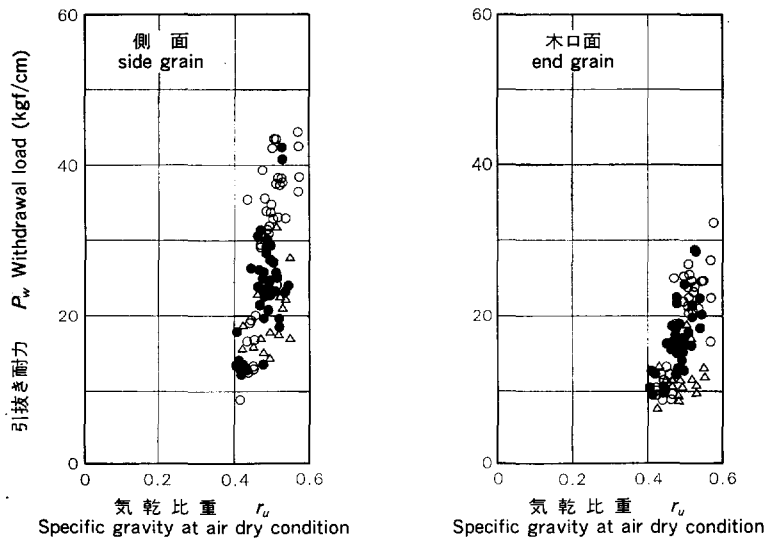 60
40
20
0
引抜き耐力 P_w Withdrawal load (kgf/cm)
側 面
side grain
0 0.2 0.4 0.6
気 乾 比 重 r_u
Specific gravity at air dry condition
60
40
20
0
木口面
end grain
0 0.2 0.4 0.6
気 乾 比 重 r_u
Specific gravity at air dry condition